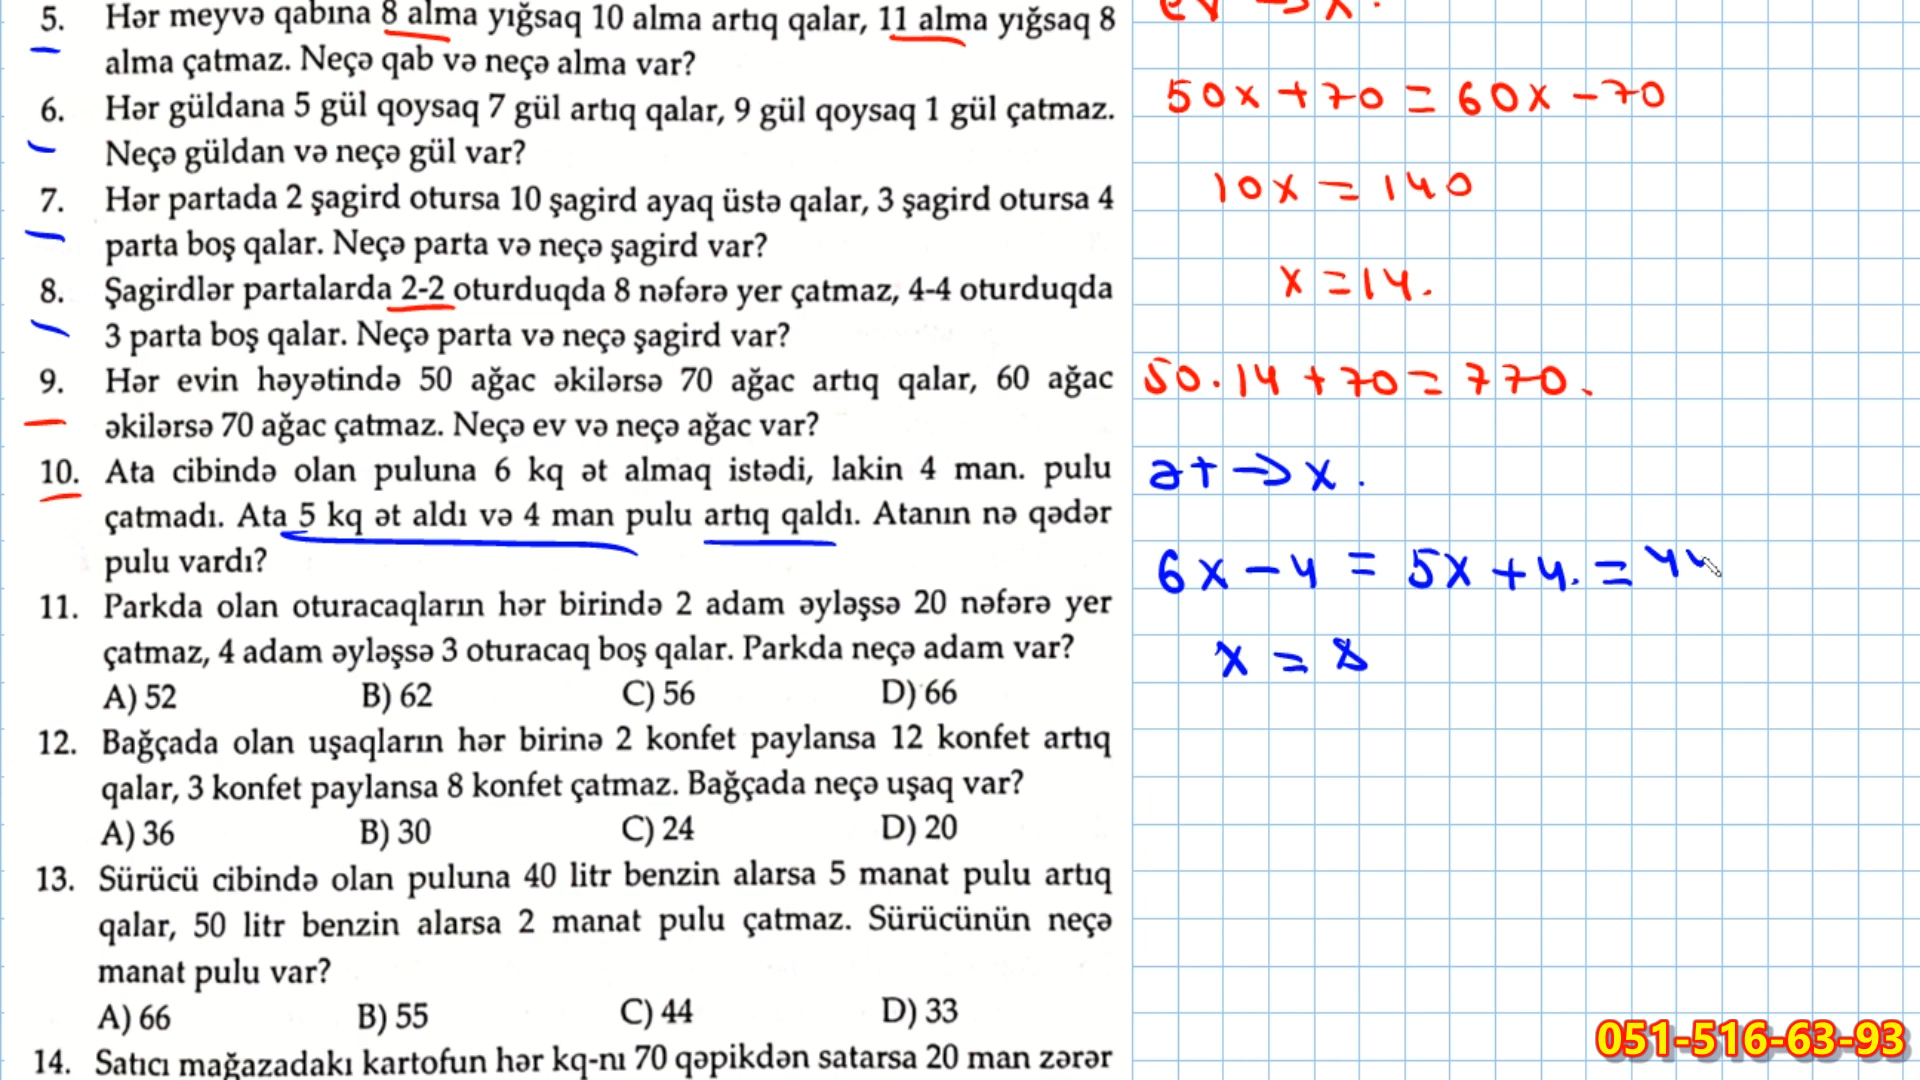 5. Hər meyvə qabına 8 alma yığsaq 10 alma artıq qalar, 11 alma yığsaq 8
alma çatmaz. Neçə qab və neçə alma var?
6. Hər güldana 5 gül qoysaq 7 gül artıq qalar, 9 gül qoysaq 1 gül çatmaz.
Neçə güldan və neçə gül var?
7. Hər partada 2 şagird otursa 10 şagird ayaq üstə qalar, 3 şagird otursa 4
parta boş qalar. Neçə parta və neçə şagird var?
8. Şagirdlər partalarda 2-2 oturduqda 8 nəfərə yer çatmaz, 4-4 oturduqda
3 parta boş qalar. Neçə parta və neçə şagird var?
9. Hər evin həyətində 50 ağac əkilərsə 70 ağac artıq qalar, 60 ağac
əkilərsə 70 ağac çatmaz. Neçə ev və neçə ağac var?
10. Ata cibində olan puluna 6 kq ət almaq istədi, lakin 4 man. pulu
çatmadı. Ata 5 kq ət aldı və 4 man pulu artıq qaldı. Atanın nə qədər
pulu vardı?
11. Parkda olan oturacaqların hər birində 2 adam əyləşsə 20 nəfərə yer
çatmaz, 4 adam əyləşsə 3 oturacaq boş qalar. Parkda neçə adam var?
A) 52 B) 62 C) 56 D) 66
12. Bağçada olan uşaqların hər birinə 2 konfet paylansa 12 konfet artıq
qalar, 3 konfet paylansa 8 konfet çatmaz. Bağçada neçə uşaq var?
A) 36 B) 30 C) 24 D) 20
13. Sürücü cibində olan puluna 40 litr benzin alarsa 5 manat pulu artıq
qalar, 50 litr benzin alarsa 2 manat pulu çatmaz. Sürücünün neçə
manat pulu var?
A) 66 B) 55 C) 44 D) 33
14. Satıcı mağazadakı kartofun hər kq-nı 70 qəpikdən satarsa 20 man zərər
ev → x.
50x + 70 = 60x - 70
10x = 140
x = 14.
50 . 14 + 70 = 770.
ət → x.
6x - 4 = 5x + 4. = 44
x = 8
051-516-63-93